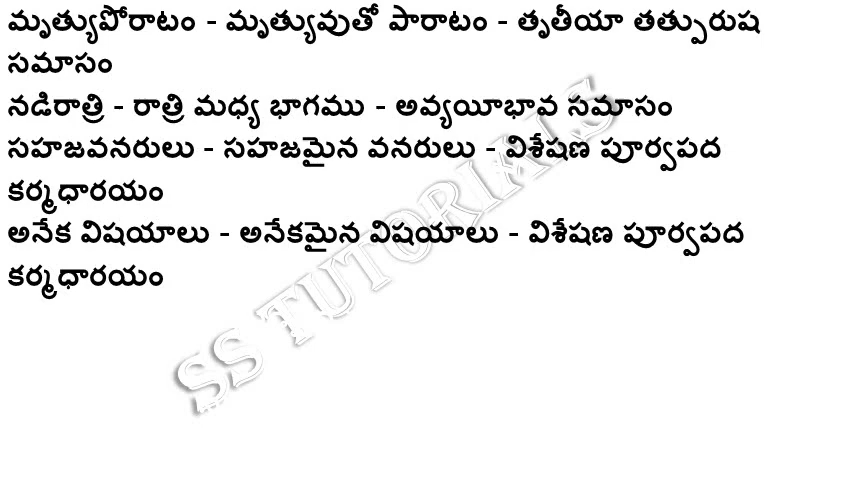 మృత్యుపోరాటం - మృత్యువుతో పొరాటం - తృతీయా తత్పురుష
సమాసం
నడిరాత్రి - రాత్రి మధ్య భాగము - అవ్యయీభావ సమాసం
సహజవనరులు - సహజమైన వనరులు - విశేషణ పూర్వపద
కర్మధారయం
అనేక విషయాలు - అనేకమైన విషయాలు - విశేషణ పూర్వపద
కర్మధారయం
SS TUTORIALS